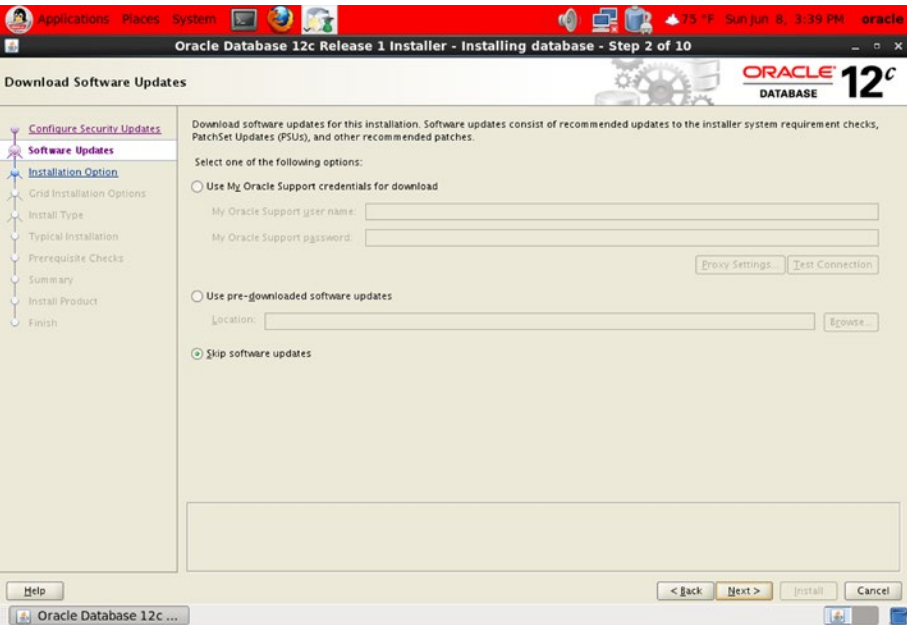 Applications Places System 75 °F Sun Jun 8, 3:39 PM oracle
Oracle Database 12c Release 1 Installer - Installing database - Step 2 of 10
Download Software Updates
ORACLE
DATABASE
12c
Configure Security Updates
Software Updates
Installation Option
Grid Installation Options
Install Type
Typical Installation
Prerequisite Checks
Summary
Install Product
Finish
Download software updates for this installation. Software updates consist of recommended updates to the installer system requirement checks,
PatchSet Updates (PSUs), and other recommended patches.
Select one of the following options:
Use My Oracle Support credentials for download
My Oracle Support user name:
My Oracle Support password:
Proxy Settings... Test Connection
Use pre-downloaded software updates
Location: Browse...
Skip software updates
Help < Back Next > Install Cancel
Oracle Database 12c ...